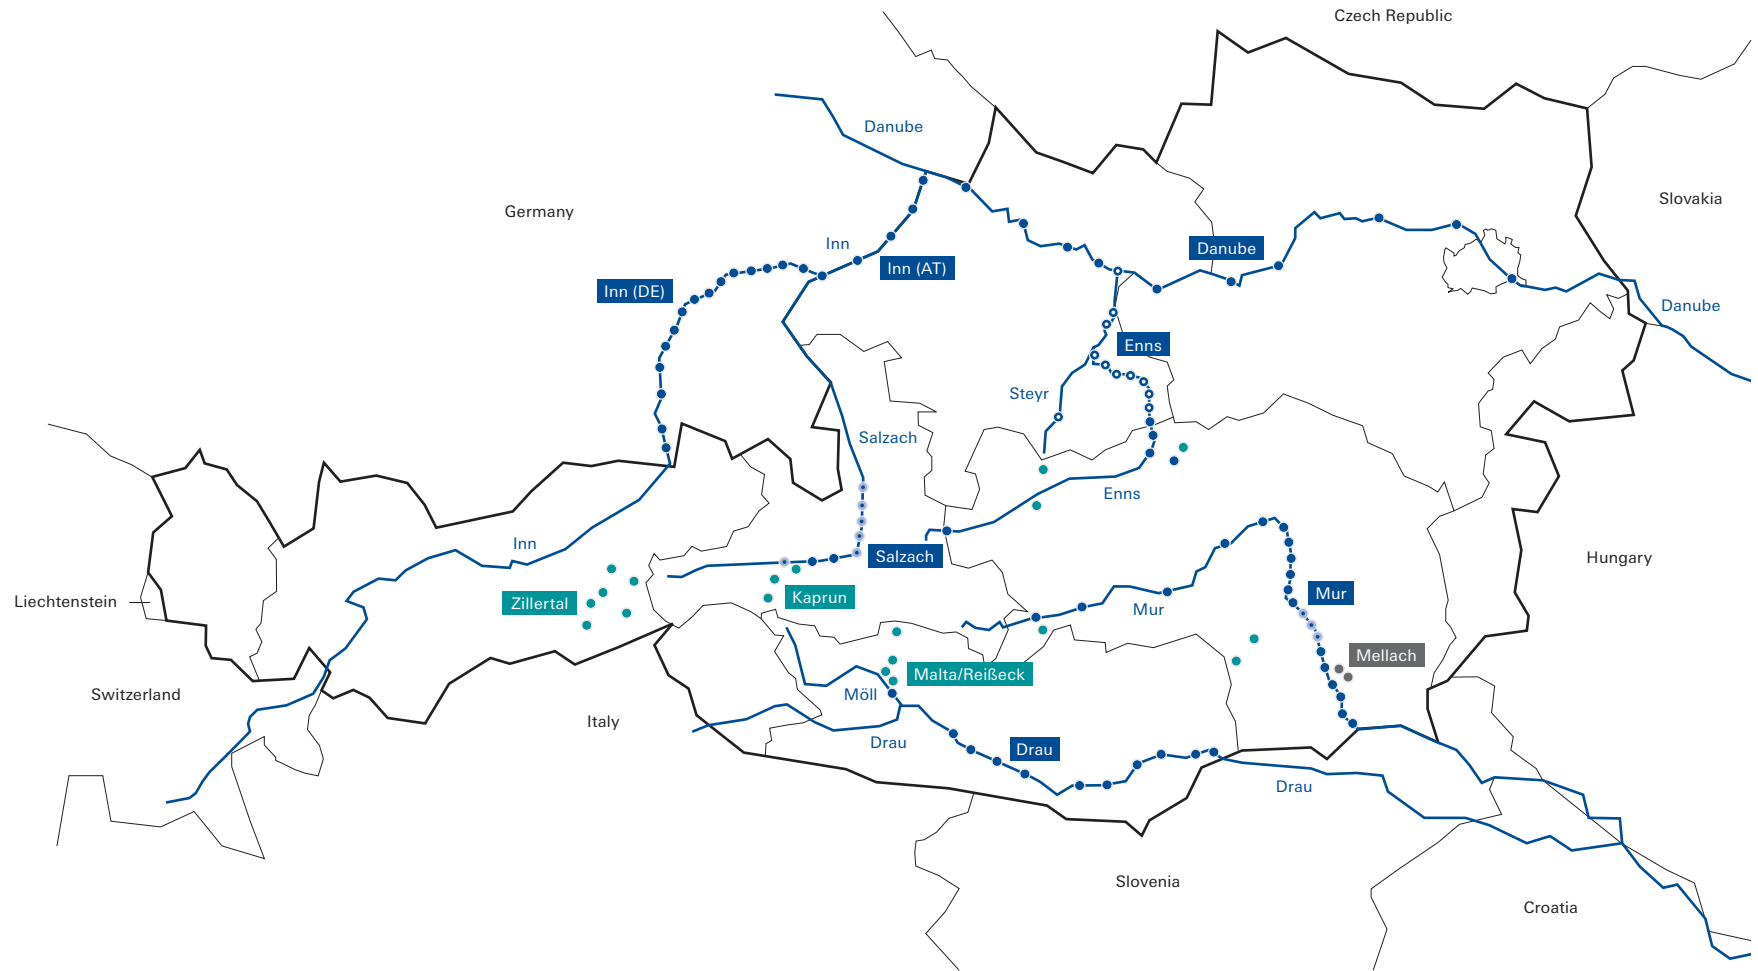 Czech Republic
Danube
Slovakia
Germany
Inn
Danube
Inn (AT)
Inn (DE)
Danube
Enns
Steyr
Salzach
Enns
Inn
Salzach
Hungary
Liechtenstein
Zillertal
Kaprun
Mur
Mur
Mellach
Malta/Reißeck
Switzerland
Möll
Italy
Drau
Drau
Drau
Slovenia
Croatia